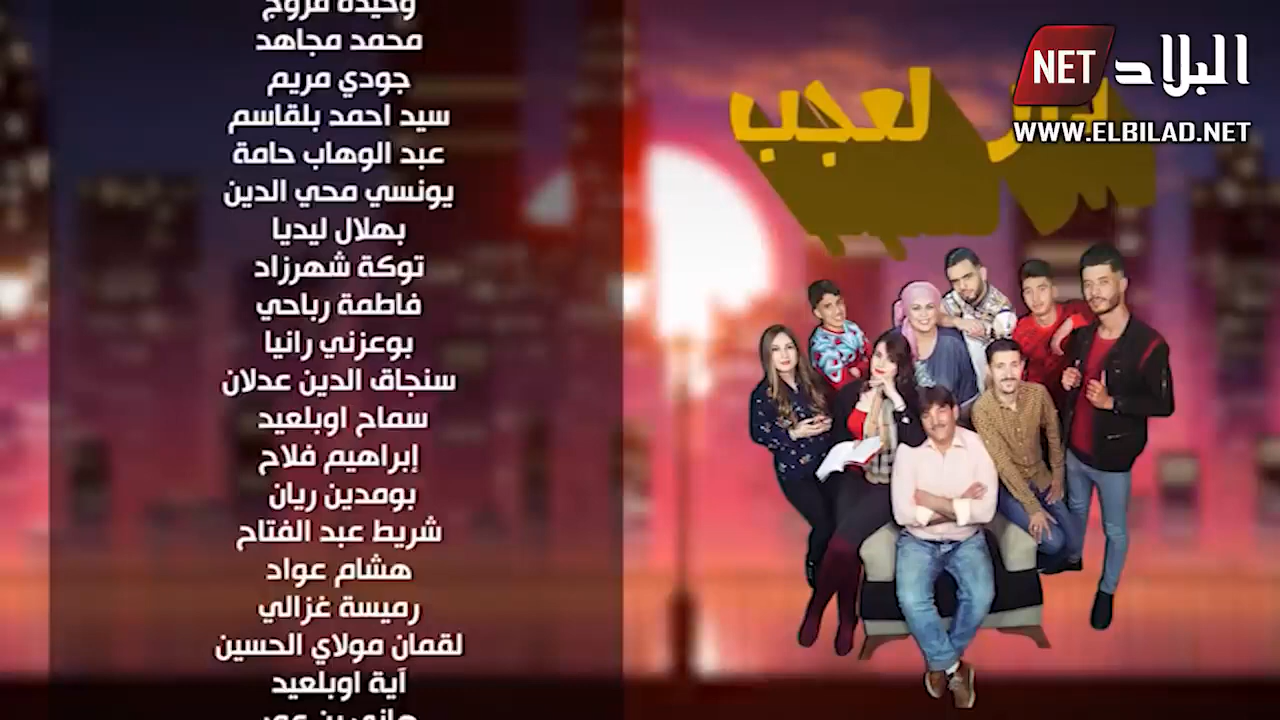 وحيدة مروج
محمد مجاهد
جودي مريم
سيد احمد بلقاسم
عبد الوهاب حامة
يونسي محي الدين
بهلال ليديا
توكة شهرزاد
فاطمة رباحي
بوعزني رانيا
سنجاق الدين عدلان
سماح اوبلعيد
إبراهيم فلاح
بومدين ريان
شريط عبد الفتاح
هشام عواد
رميسة غزالي
لقمان مولاي الحسين
آية اوبلعيد
البلاد NET
WWW.ELBILAD.NET
لعجب